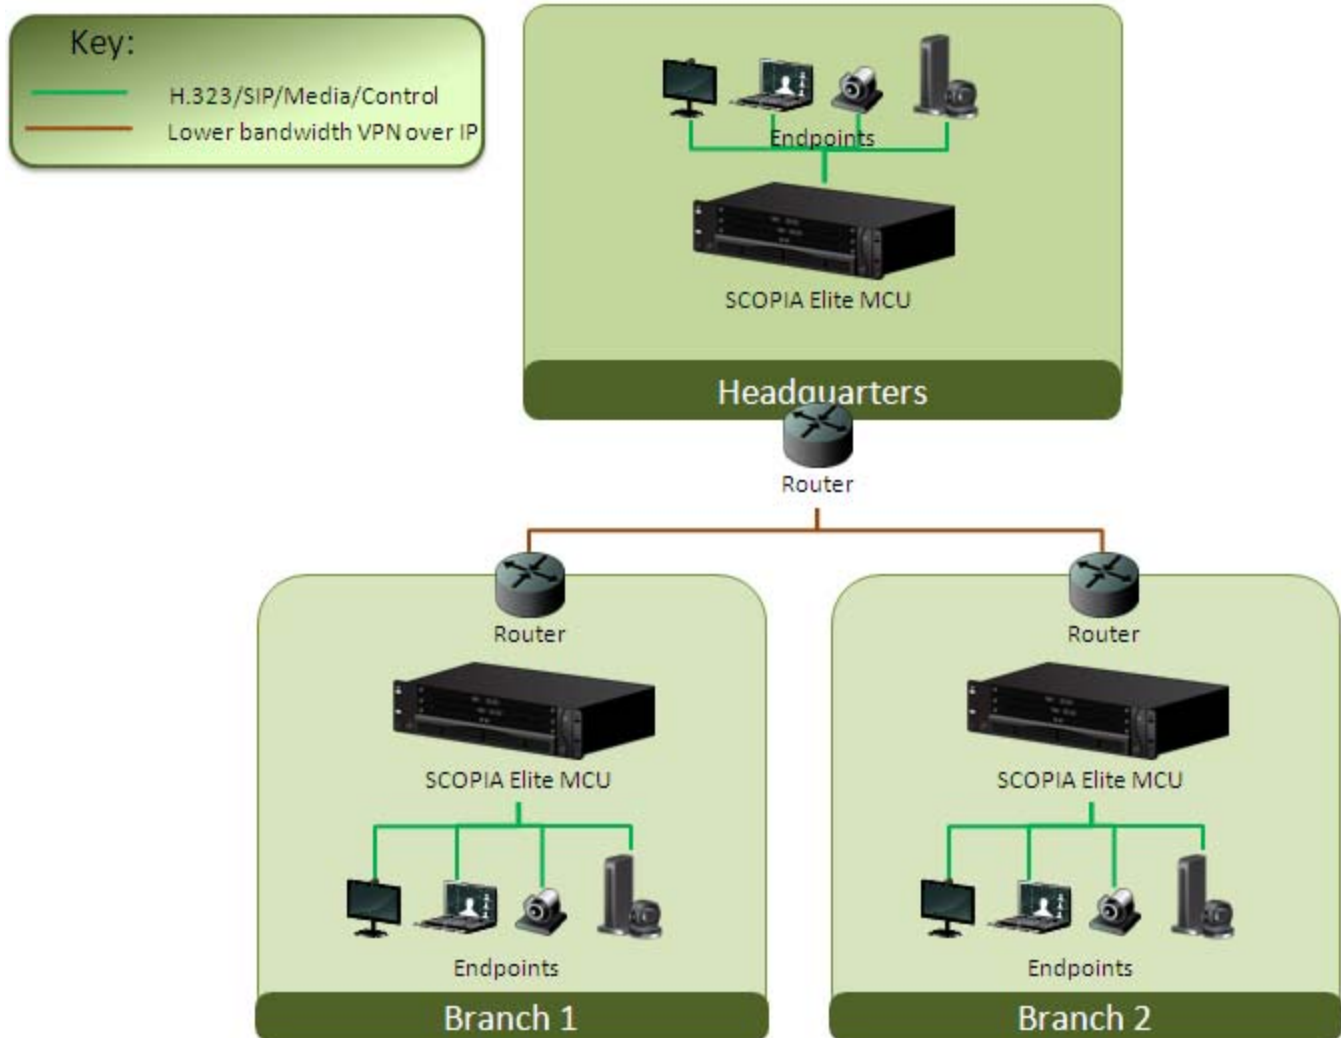 Key:
H.323/SIP/Media/Control
Lower bandwidth VPN over IP
Endpoints
SCOPIA Elite MCU
Headquarters
Router
Router
Router
SCOPIA Elite MCU
SCOPIA Elite MCU
Endpoints
Endpoints
Branch 1
Branch 2